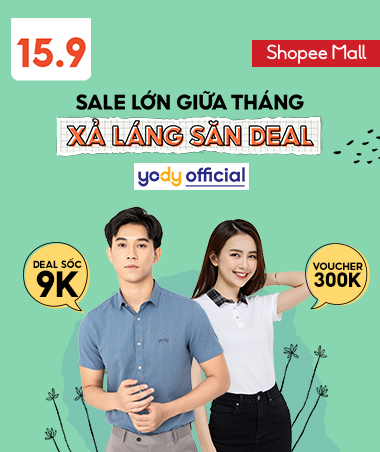 15.9
Shopee Mall
SALE LỚN GIỮA THÁNG
XẢ LÁNG SĂN DEAL
yody official
DEAL SỐC
9K
VOUCHER
300K
yody